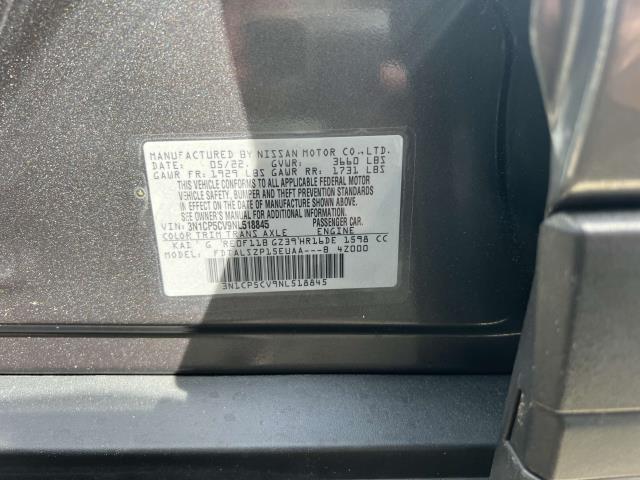 MANUFACTURED BY NISSAN MOTOR CO.,LTD.
DATE: 05/22 GVWR: 3660 LBS
GAWR FR: 1929 LBS GAWR RR: 1731 LBS
THIS VEHICLE CONFORMS TO ALL APPLICABLE FEDERAL MOTOR
VEHICLE SAFETY, BUMPER AND THEFT PREVENTION STANDARDS
IN EFFECT ON THE DATE OF MANUFACTURE SHOWN ABOVE.
SEE OWNER'S MANUAL FOR ADDITIONAL INFORMATION.
VIN: 3N1CP5CV9NL518845 PASSENGER CAR.
COLOR TRIM TRANS AXLE ENGINE
KAD G RE0F11B GZ39 HR16DE 1598 CC
MODEL: FDTALSZP15EUAA---B 4Z000
3N1CP5CV9NL518845